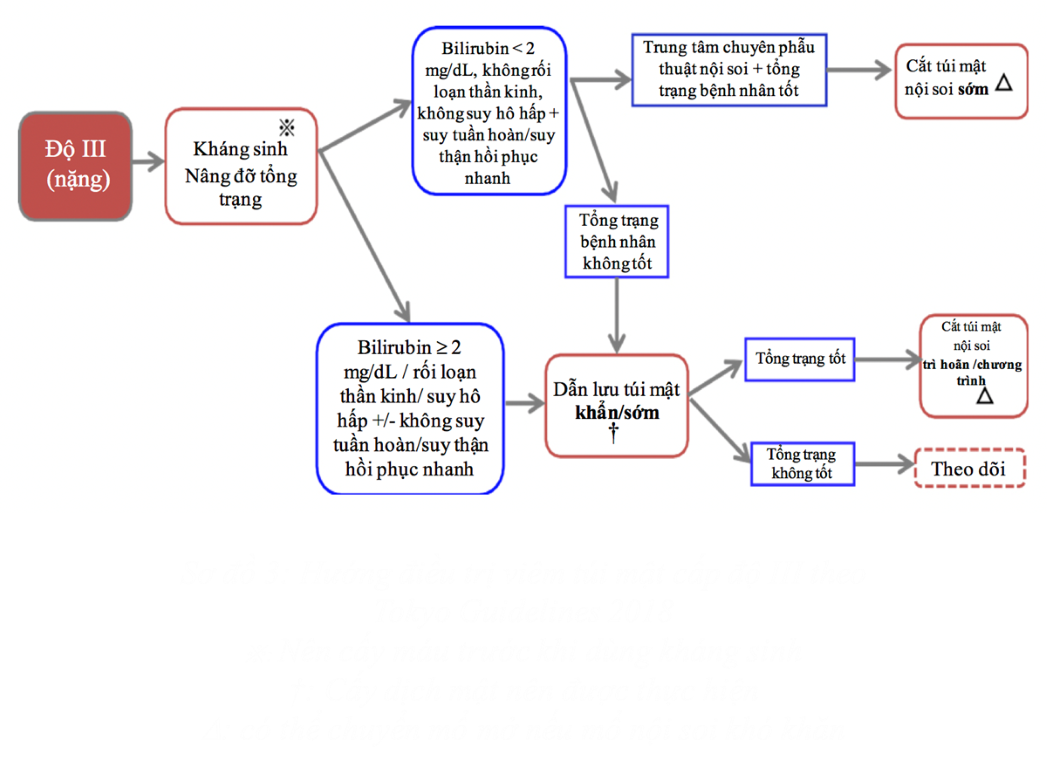 Độ III
(nặng)
※
Kháng sinh
Nâng đỡ tổng
trạng
Bilirubin < 2
mg/dL, không rối
loạn thần kinh,
không suy hô hấp +
suy tuần hoàn/suy
thận hồi phục
nhanh
Trung tâm chuyên phẫu
thuật nội soi + tổng
trạng bệnh nhân tốt
Cắt túi mật
nội soi sớm △
Tổng trạng
bệnh nhân
không tốt
Bilirubin ≥ 2
mg/dL / rối loạn
thần kinh/ suy hô
hấp +/- không suy
tuần hoàn/suy thận
hồi phục nhanh
Dẫn lưu túi mật
khẩn/sớm
†
Tổng trạng tốt
Cắt túi mật
nội soi
trì hoãn /chương
trình
△
Tổng trạng
không tốt
Theo dõi